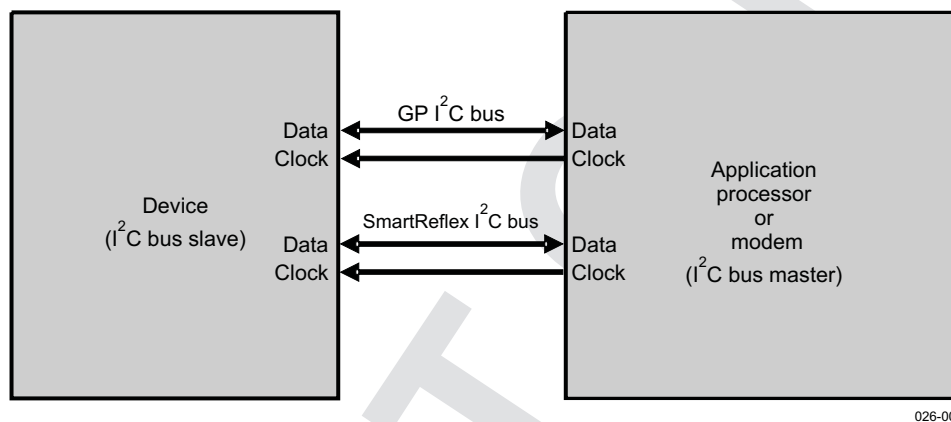 GP I²C bus
Data
Clock
Data
Clock
Device
(I²C bus slave)
SmartReflex I²C bus
Data
Clock
Data
Clock
Application
processor
or
modem
(I²C bus master)